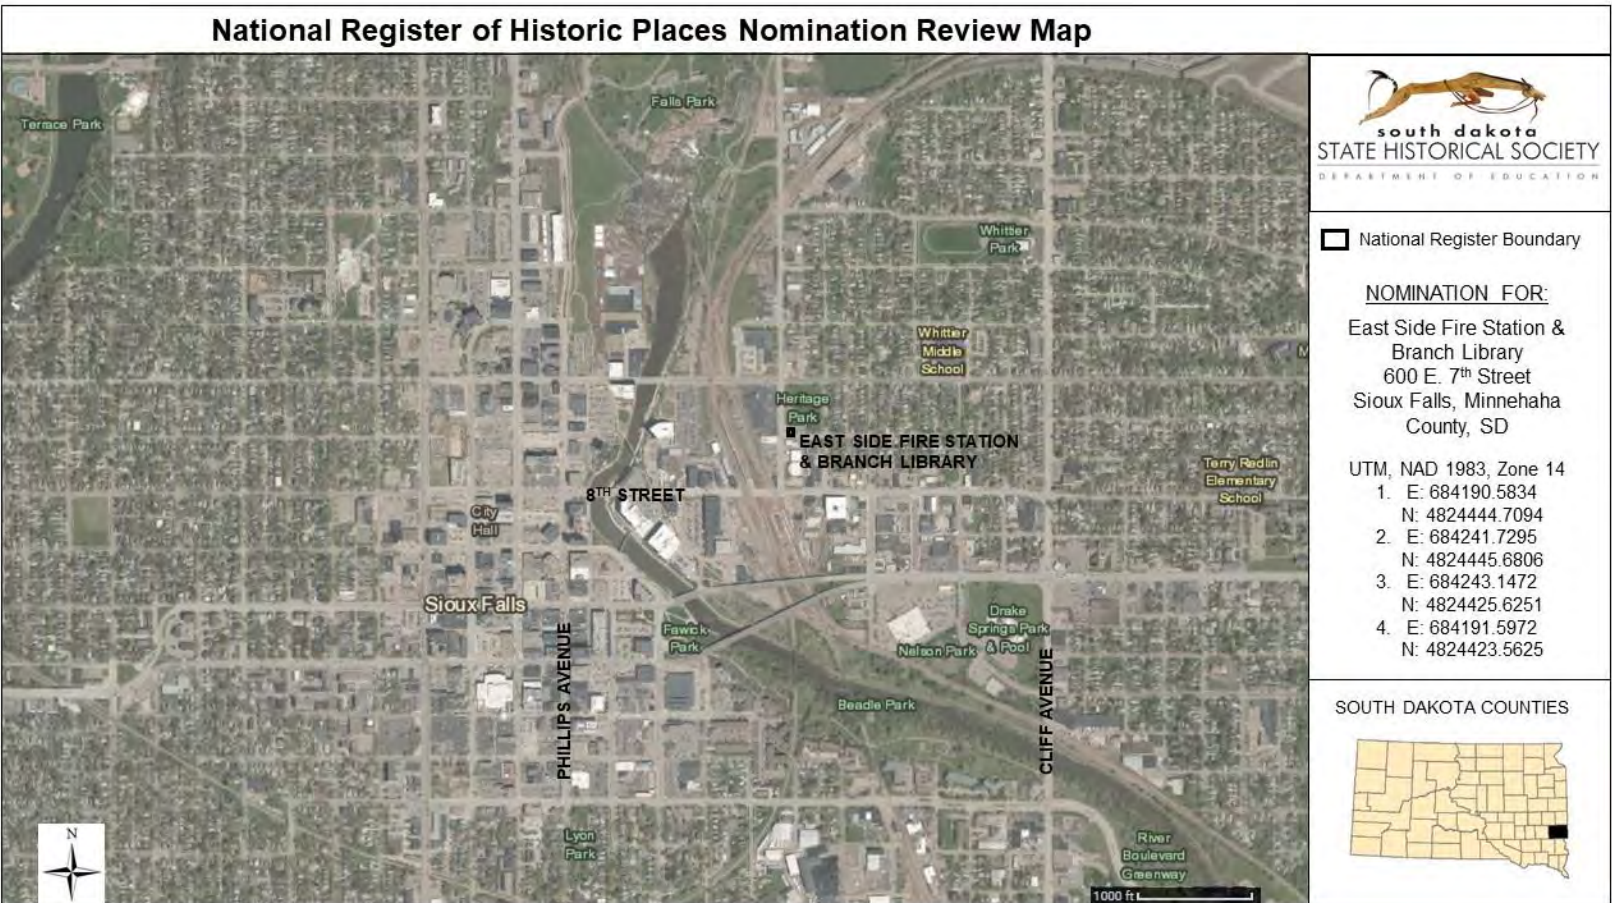 National Register of Historic Places Nomination Review Map
Terrace Park
Falls Park
Whittier
Park
Whittier
Middle
School
M
Heritage
Park
EAST SIDE FIRE STATION
& BRANCH LIBRARY
Terry Redlin
Elementary
School
8TH STREET
City
Hall
Sioux Falls
Fawick
Park
Drake
Springs Park
& Pool
Nelson Park
PHILLIPS AVENUE
Beadle Park
CLIFF AVENUE
Lyon
Park
River
Boulevard
Greenway
N
1000 ft
south dakota
STATE HISTORICAL SOCIETY
DEPARTMENT OF EDUCATION
National Register Boundary
NOMINATION FOR:
East Side Fire Station &
Branch Library
600 E. 7th Street
Sioux Falls, Minnehaha
County, SD
UTM, NAD 1983, Zone 14
1. E: 684190.5834
N: 4824444.7094
2. E: 684241.7295
N: 4824445.6806
3. E: 684243.1472
N: 4824425.6251
4. E: 684191.5972
N: 4824423.5625
SOUTH DAKOTA COUNTIES